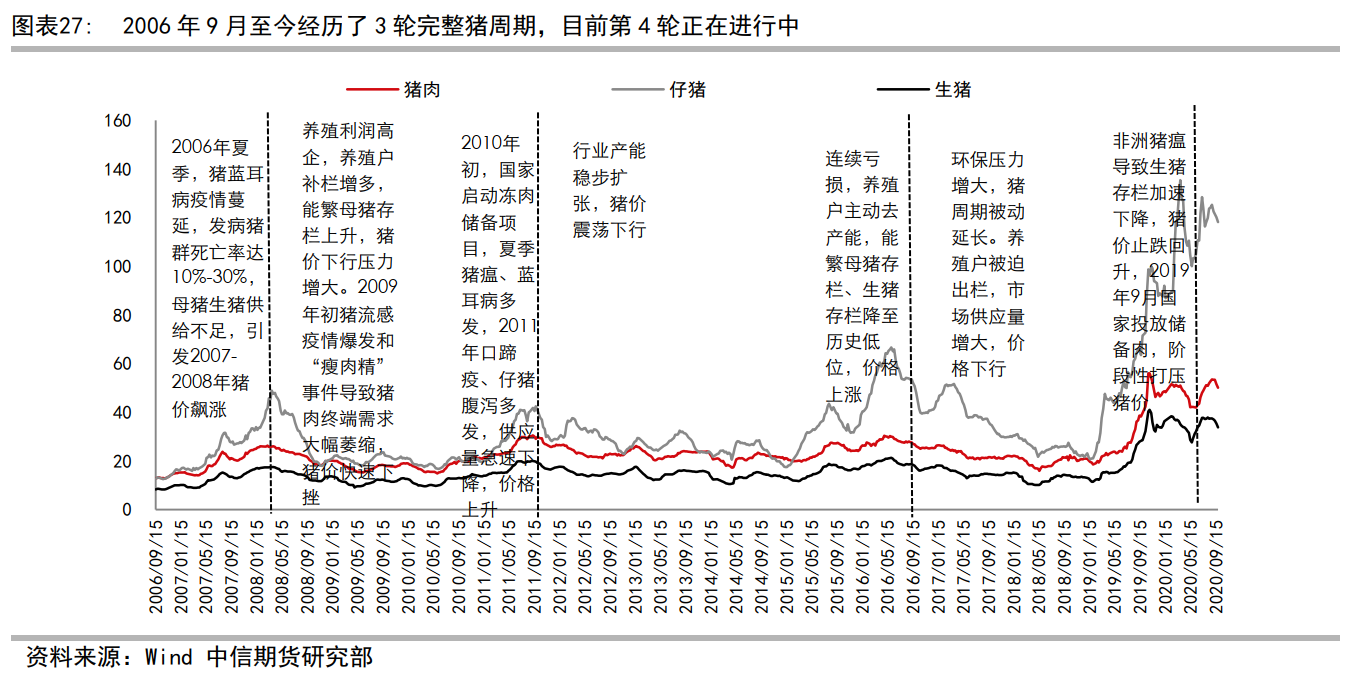 图表27: 2006 年 9 月至今经历了 3 轮完整猪周期，目前第 4 轮正在进行中
猪肉
仔猪
生猪
160
140
120
100
80
60
40
20
0
2006年夏
季，猪蓝耳
病疫情蔓
延，发病猪
群死亡率达
10%-30%，
母猪生猪供
给不足，引
发2007-
2008年猪
价飙涨
养殖利润高
企，养殖户
补栏增多，
能繁母猪存
栏上升，猪
价下行压力
增大。2009
年初猪流感
疫情爆发和
“瘦肉精”
事件导致猪
肉终端需求
大幅萎缩，
猪价快速下
挫
2010年
初，国家
启动冻肉
储备项
目，夏季
猪瘟、蓝
耳病多
发，2011
年口蹄
疫、仔猪
腹泻多
发，供应
量急速下
降，价格
上升
行业产能
稳步扩
张，猪价
震荡下行
连续亏
损，养殖
户主动去
产能，能
繁母猪存
栏、生猪
存栏降至
历史低
位，价格
上涨
环保压力
增大，猪
周期被动
延长。养
殖户被迫
出栏，市
场供应量
增大，价
格下行
非洲猪瘟
导致生猪
存栏加速
下降，猪
价止跌回
升，2019
年9月国
家投放储
备肉，阶
段性打压
猪价
2006/09/15
2007/01/15
2007/05/15
2007/09/15
2008/01/15
2008/05/15
2008/09/15
2009/01/15
2009/05/15
2009/09/15
2010/01/15
2010/05/15
2010/09/15
2011/01/15
2011/05/15
2011/09/15
2012/01/15
2012/05/15
2012/09/15
2013/01/15
2013/05/15
2013/09/15
2014/01/15
2014/05/15
2014/09/15
2015/01/15
2015/05/15
2015/09/15
2016/01/15
2016/05/15
2016/09/15
2017/01/15
2017/05/15
2017/09/15
2018/01/15
2018/05/15
2018/09/15
2019/01/15
2019/05/15
2019/09/15
2020/01/15
2020/05/15
2020/09/15
资料来源：Wind 中信期货研究部